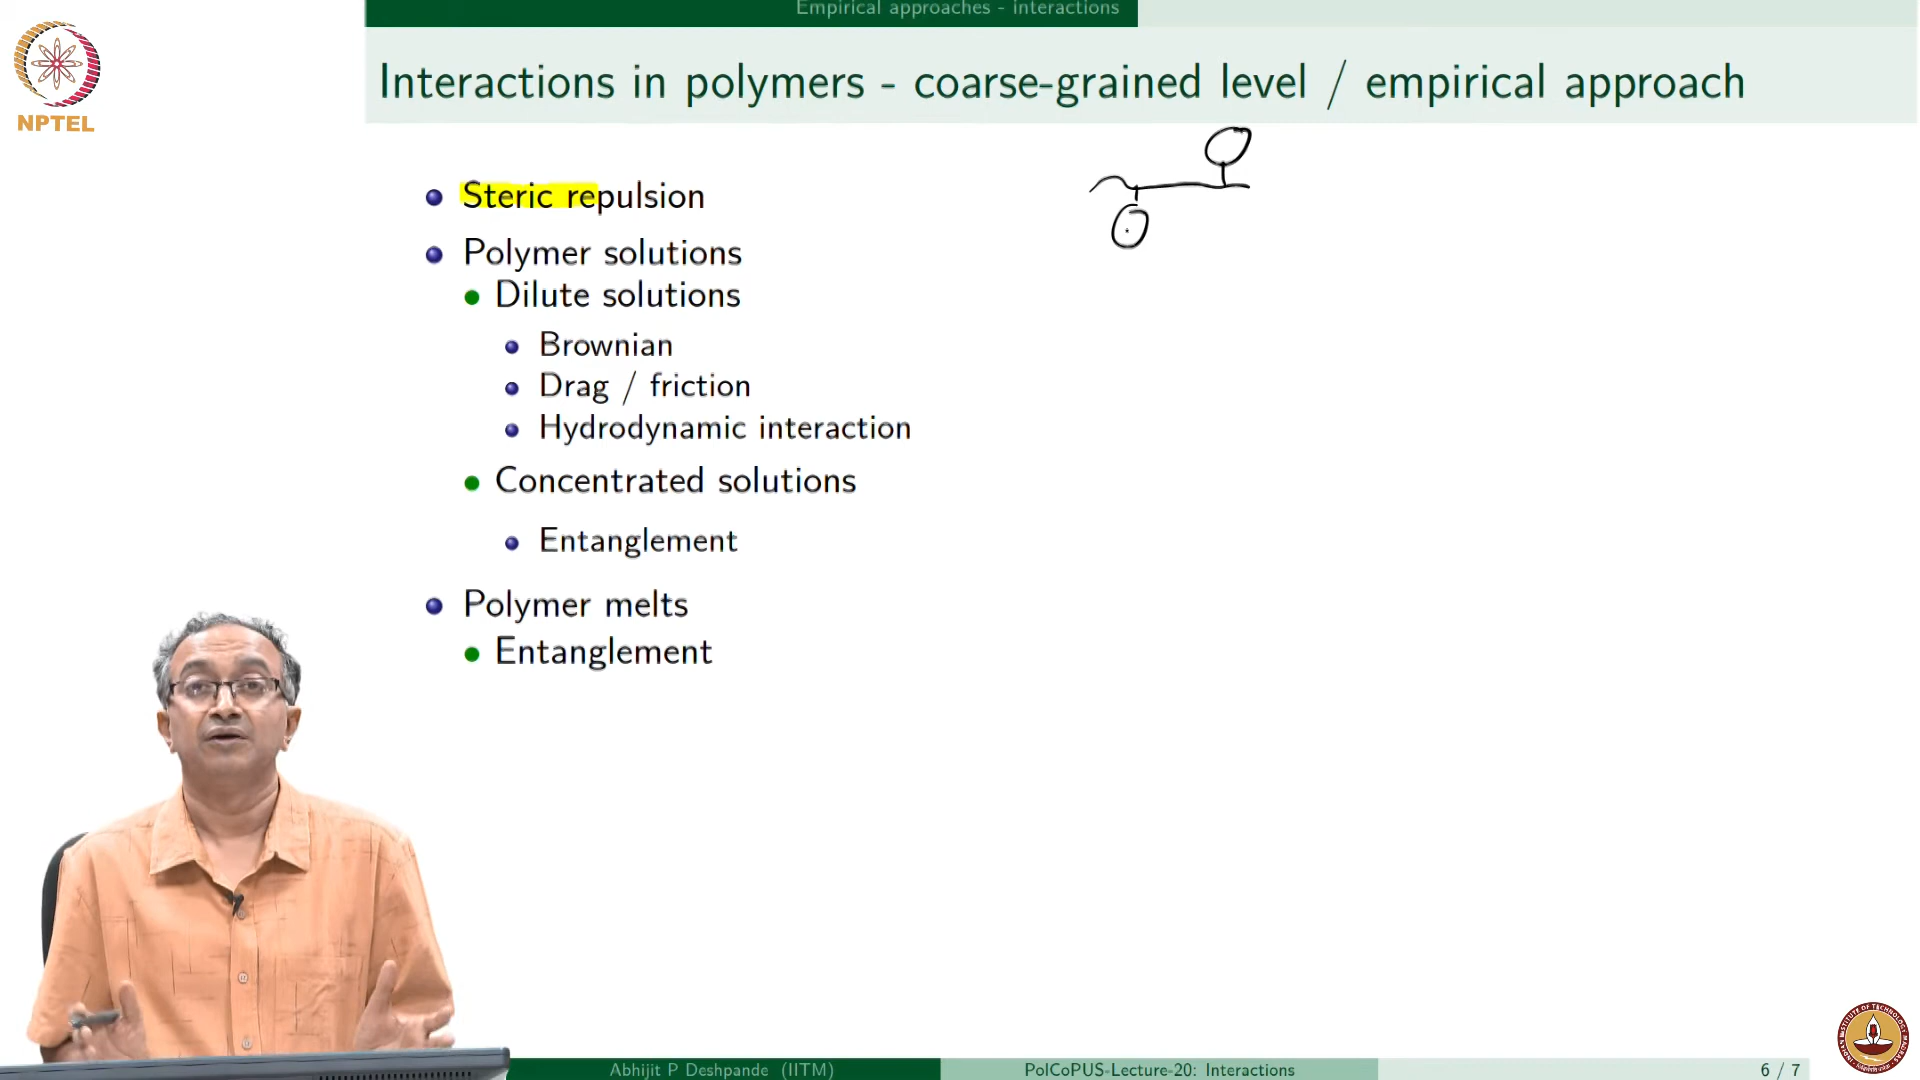 Empirical approaches - interactions
NPTEL
Interactions in polymers - coarse-grained level / empirical approach
Steric repulsion
Polymer solutions
Dilute solutions
Brownian
Drag / friction
Hydrodynamic interaction
Concentrated solutions
Entanglement
Polymer melts
Entanglement
Abhijit P Deshpande (IITM)
PolCoPUS-Lecture-20: Interactions
6 / 7